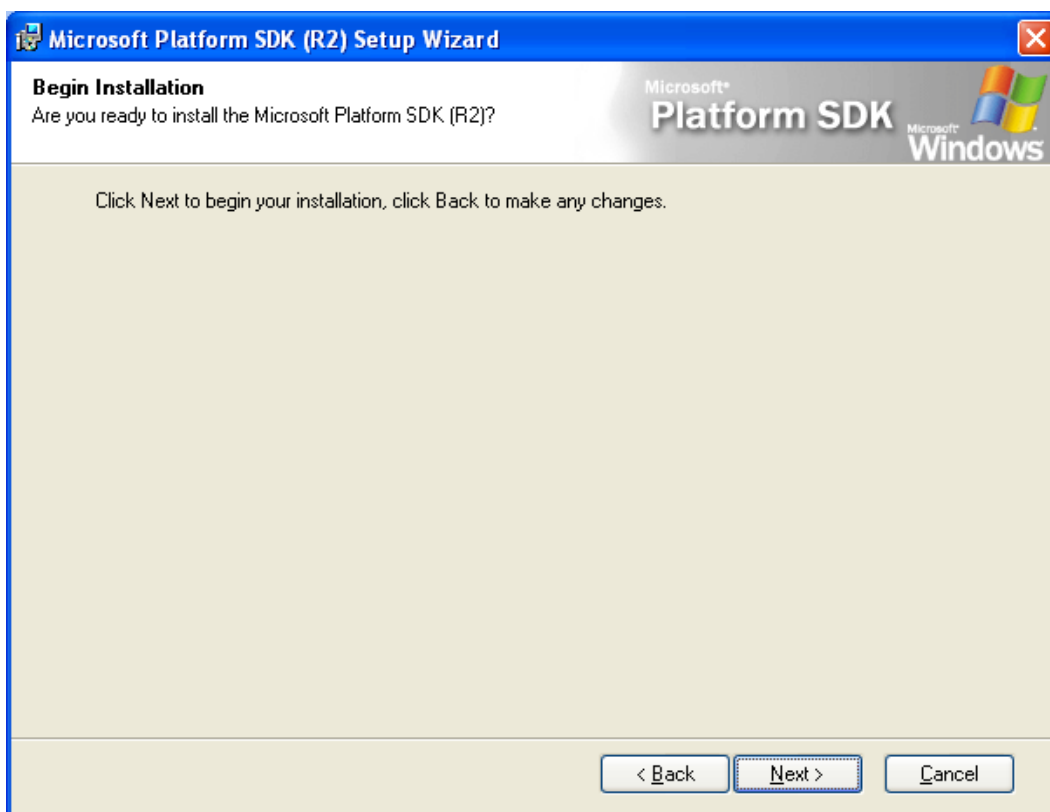 Microsoft Platform SDK (R2) Setup Wizard
Begin Installation
Are you ready to install the Microsoft Platform SDK (R2)?
Microsoft®
Platform SDK
Microsoft®
Windows
Click Next to begin your installation, click Back to make any changes.
< Back
Next >
Cancel